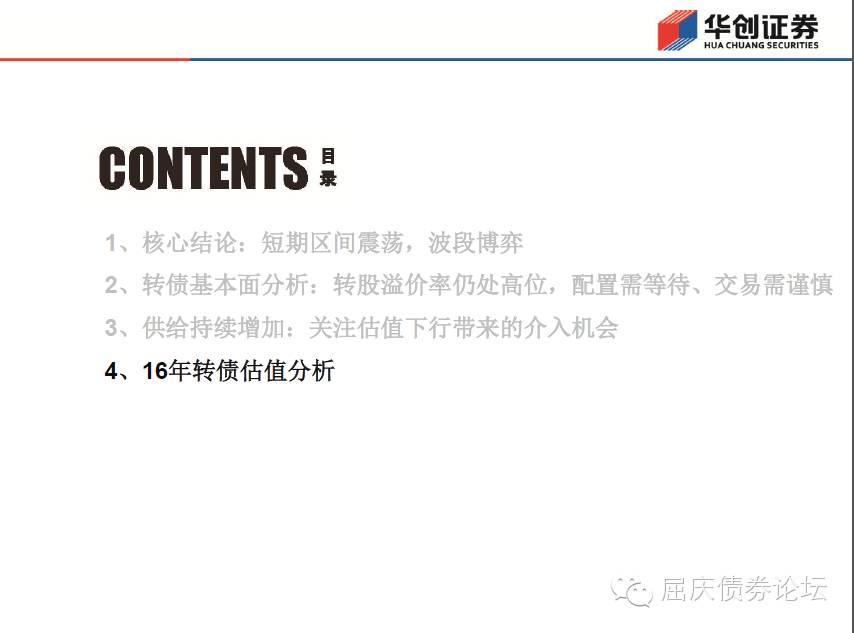 华创证券
HUA CHUANG SECURITIES
CONTENTS 目录
1、核心结论：短期区间震荡，波段博弈
2、转债基本面分析：转股溢价率仍处高位，配置需等待、交易需谨慎
3、供给持续增加：关注估值下行带来的介入机会
4、16年转债估值分析
屈庆债券论坛